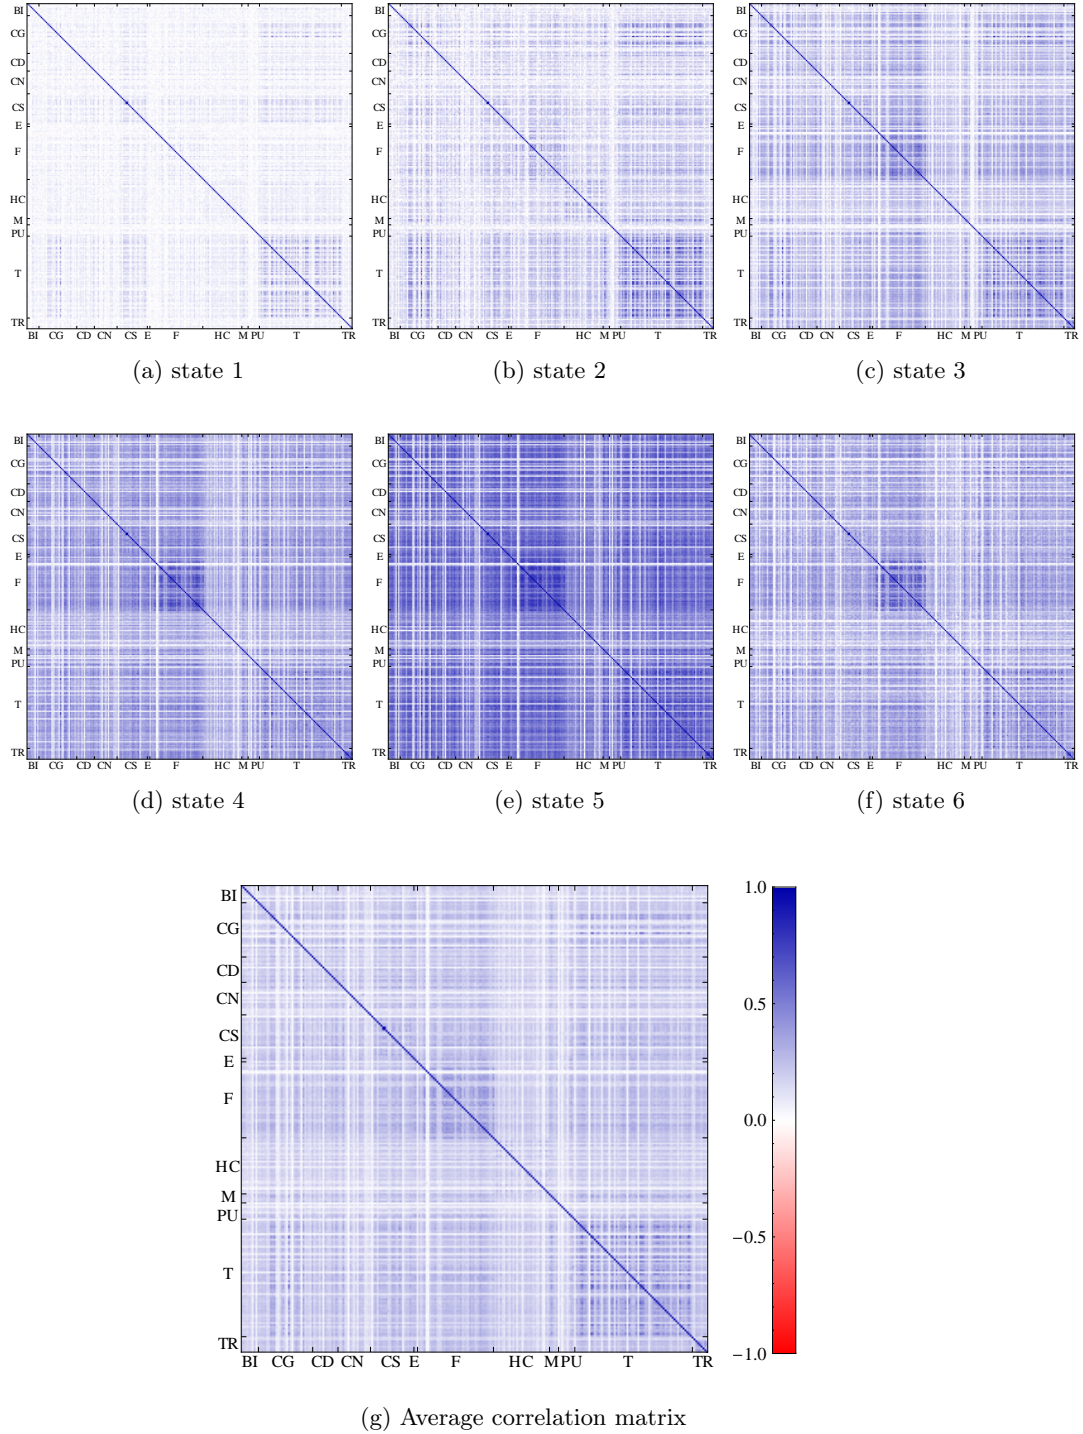 BI
CG
CD
CN
CS
E
F
HC
M
PU
T
TR
BI CG CD CN CS E F HC M PU T TR
(a) state 1
BI
CG
CD
CN
CS
E
F
HC
M
PU
T
TR
BI CG CD CN CS E F HC M PU T TR
(b) state 2
BI
CG
CD
CN
CS
E
F
HC
M
PU
T
TR
BI CG CD CN CS E F HC M PU T TR
(c) state 3
BI
CG
CD
CN
CS
E
F
HC
M
PU
T
TR
BI CG CD CN CS E F HC M PU T TR
(d) state 4
BI
CG
CD
CN
CS
E
F
HC
M
PU
T
TR
BI CG CD CN CS E F HC M PU T TR
(e) state 5
BI
CG
CD
CN
CS
E
F
HC
M
PU
T
TR
BI CG CD CN CS E F HC M PU T TR
(f) state 6
BI
CG
CD
CN
CS
E
F
HC
M
PU
T
TR
BI CG CD CN CS E F HC M PU T TR
1.0
0.5
0.0
−0.5
−1.0
(g) Average correlation matrix